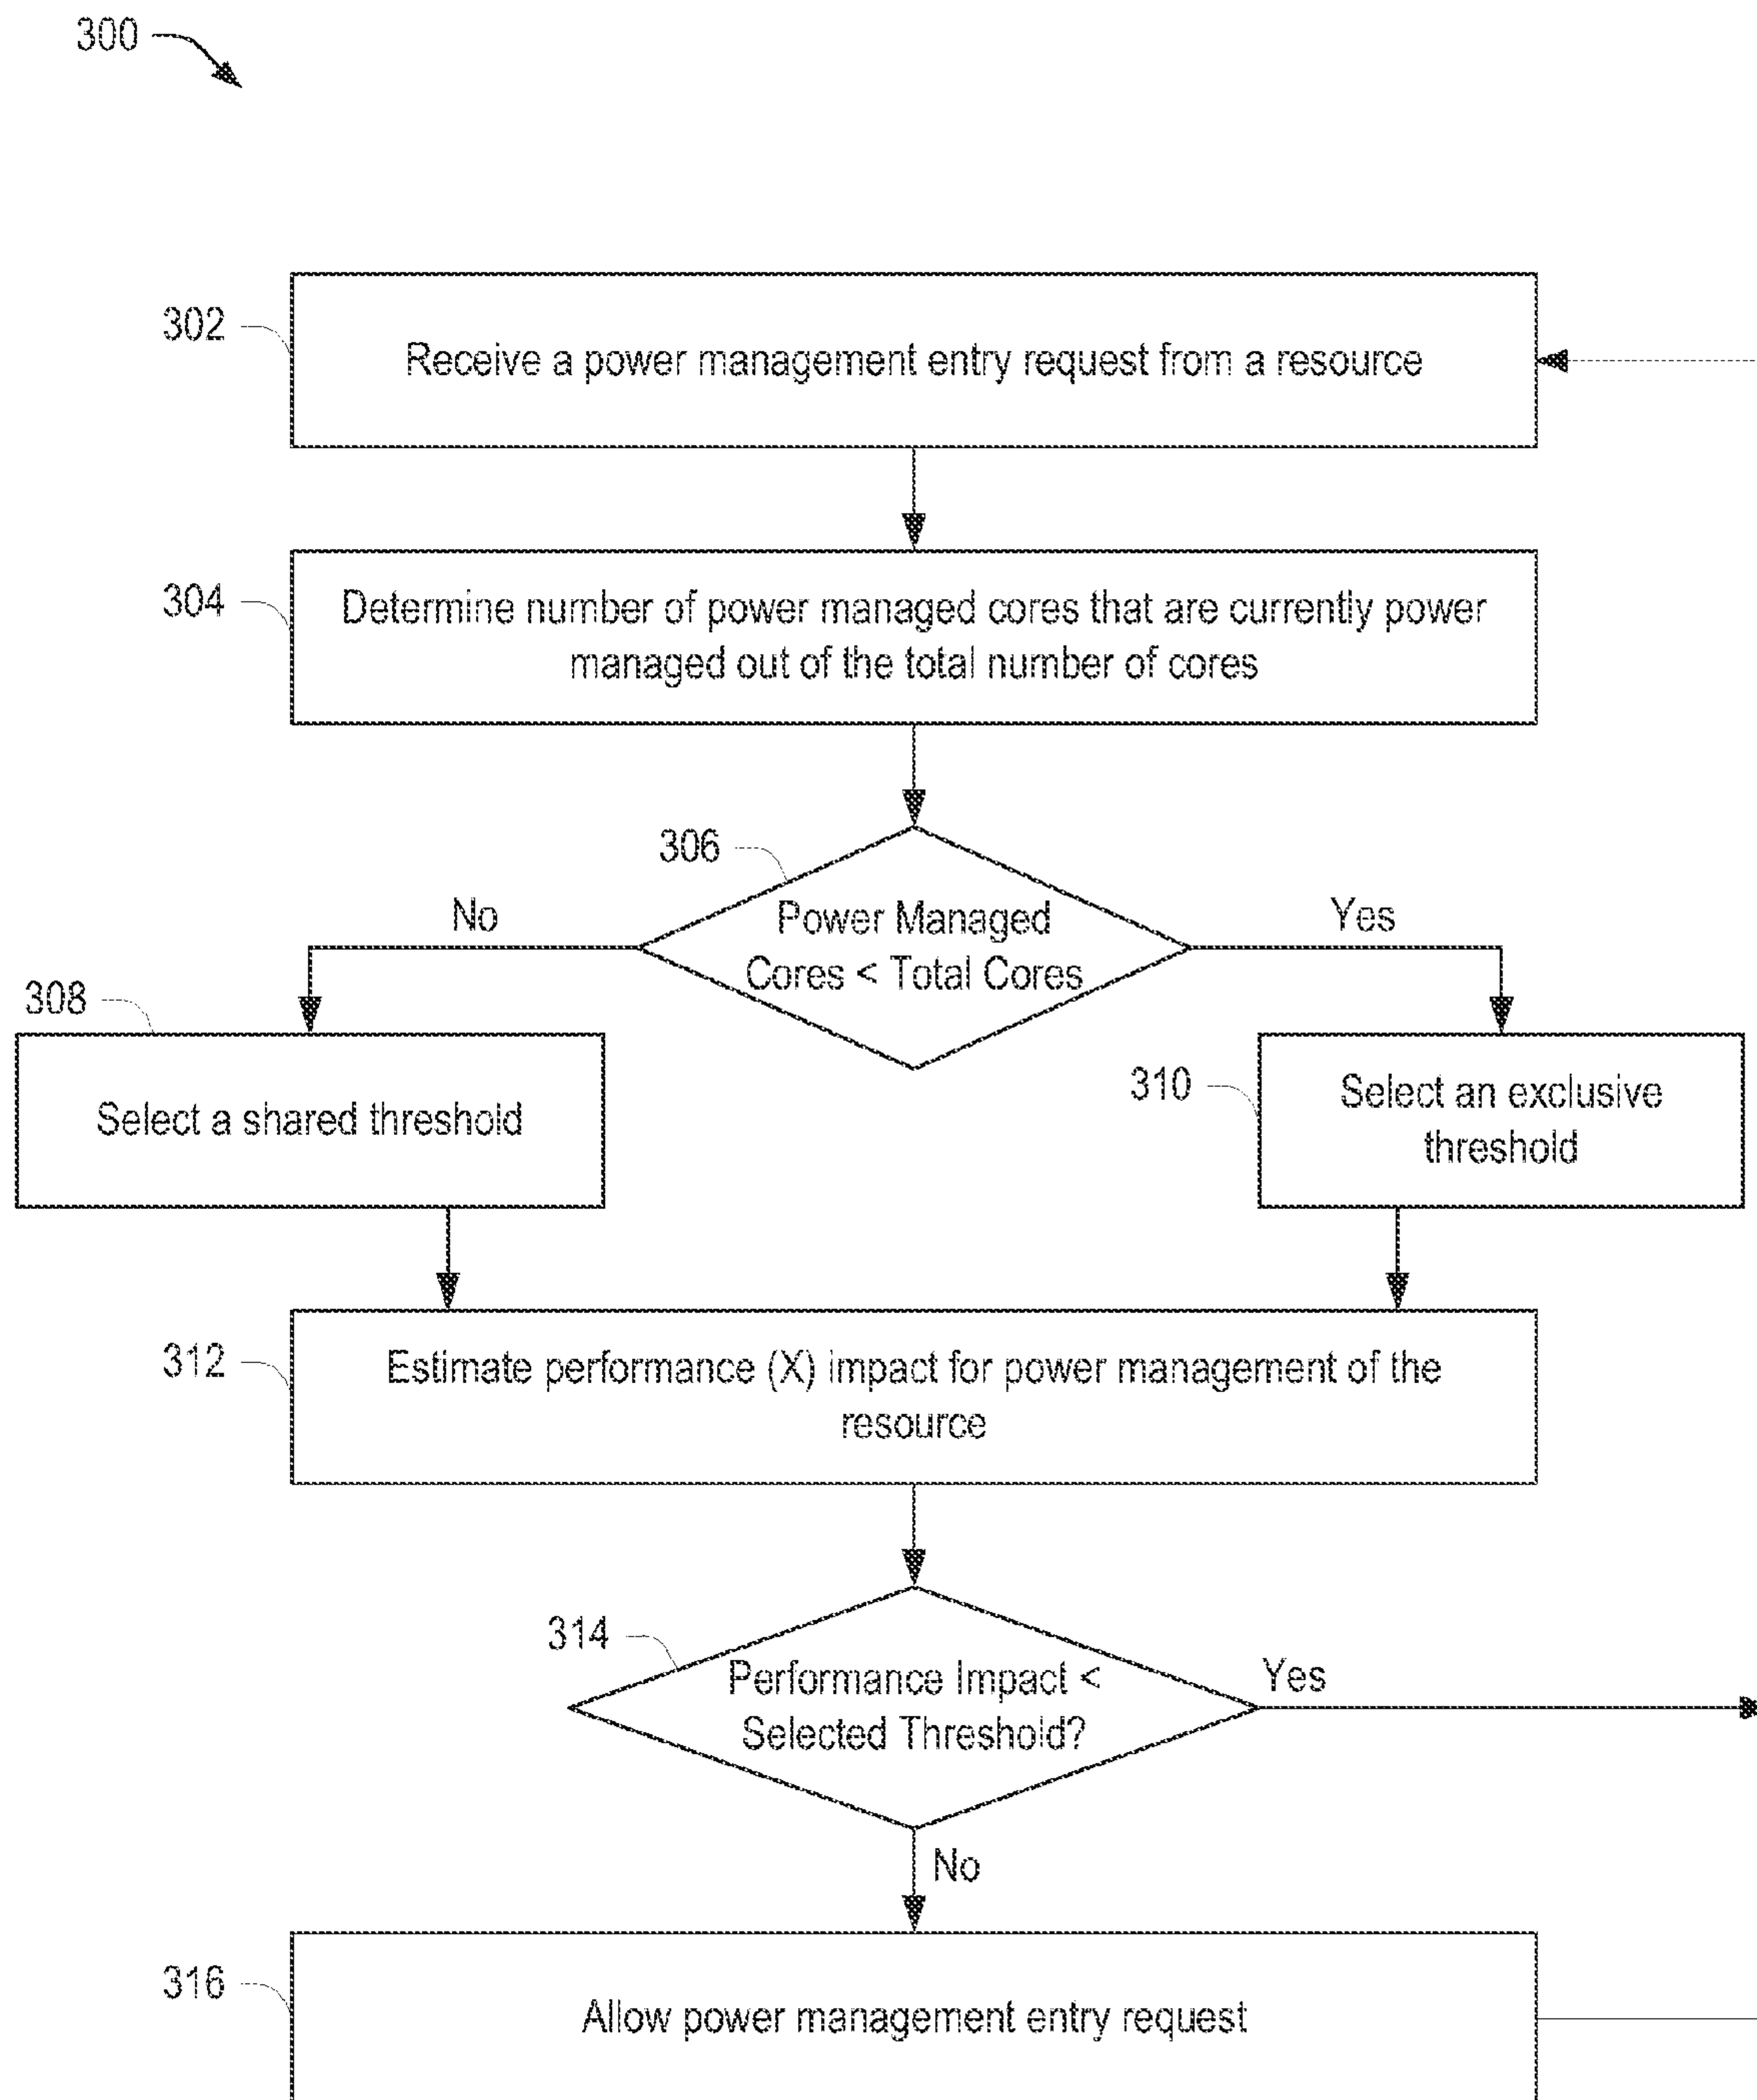 300
302
Receive a power management entry request from a resource
304
Determine number of power managed cores that are currently power
managed out of the total number of cores
306
Power Managed
Cores < Total Cores
No
Yes
308
Select a shared threshold
310
Select an exclusive
threshold
312
Estimate performance (X) impact for power management of the
resource
314
Performance Impact <
Selected Threshold?
Yes
No
316
Allow power management entry request